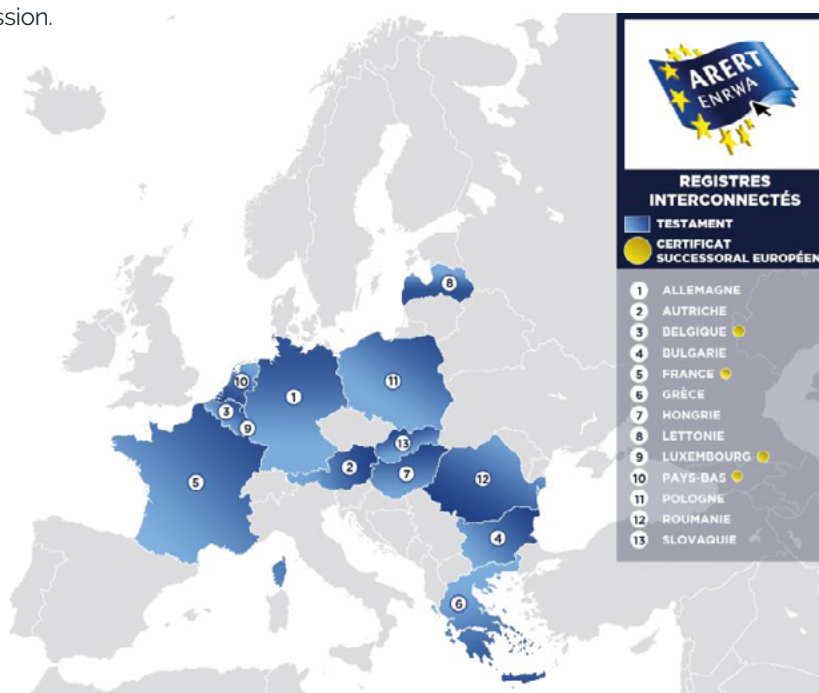 ssion.
ARERT
ENRWA
REGISTRES
INTERCONNECTÉS
TESTAMENT
CERTIFICAT
SUCCESSORAL EUROPÉEN
1 ALLEMAGNE
2 AUTRICHE
3 BELGIQUE
4 BULGARIE
5 FRANCE
6 GRÈCE
7 HONGRIE
8 LETTONIE
9 LUXEMBOURG
10 PAYS-BAS
11 POLOGNE
12 ROUMANIE
13 SLOVAQUIE
8
10
1
11
3
9
13
2
7
5
12
4
6